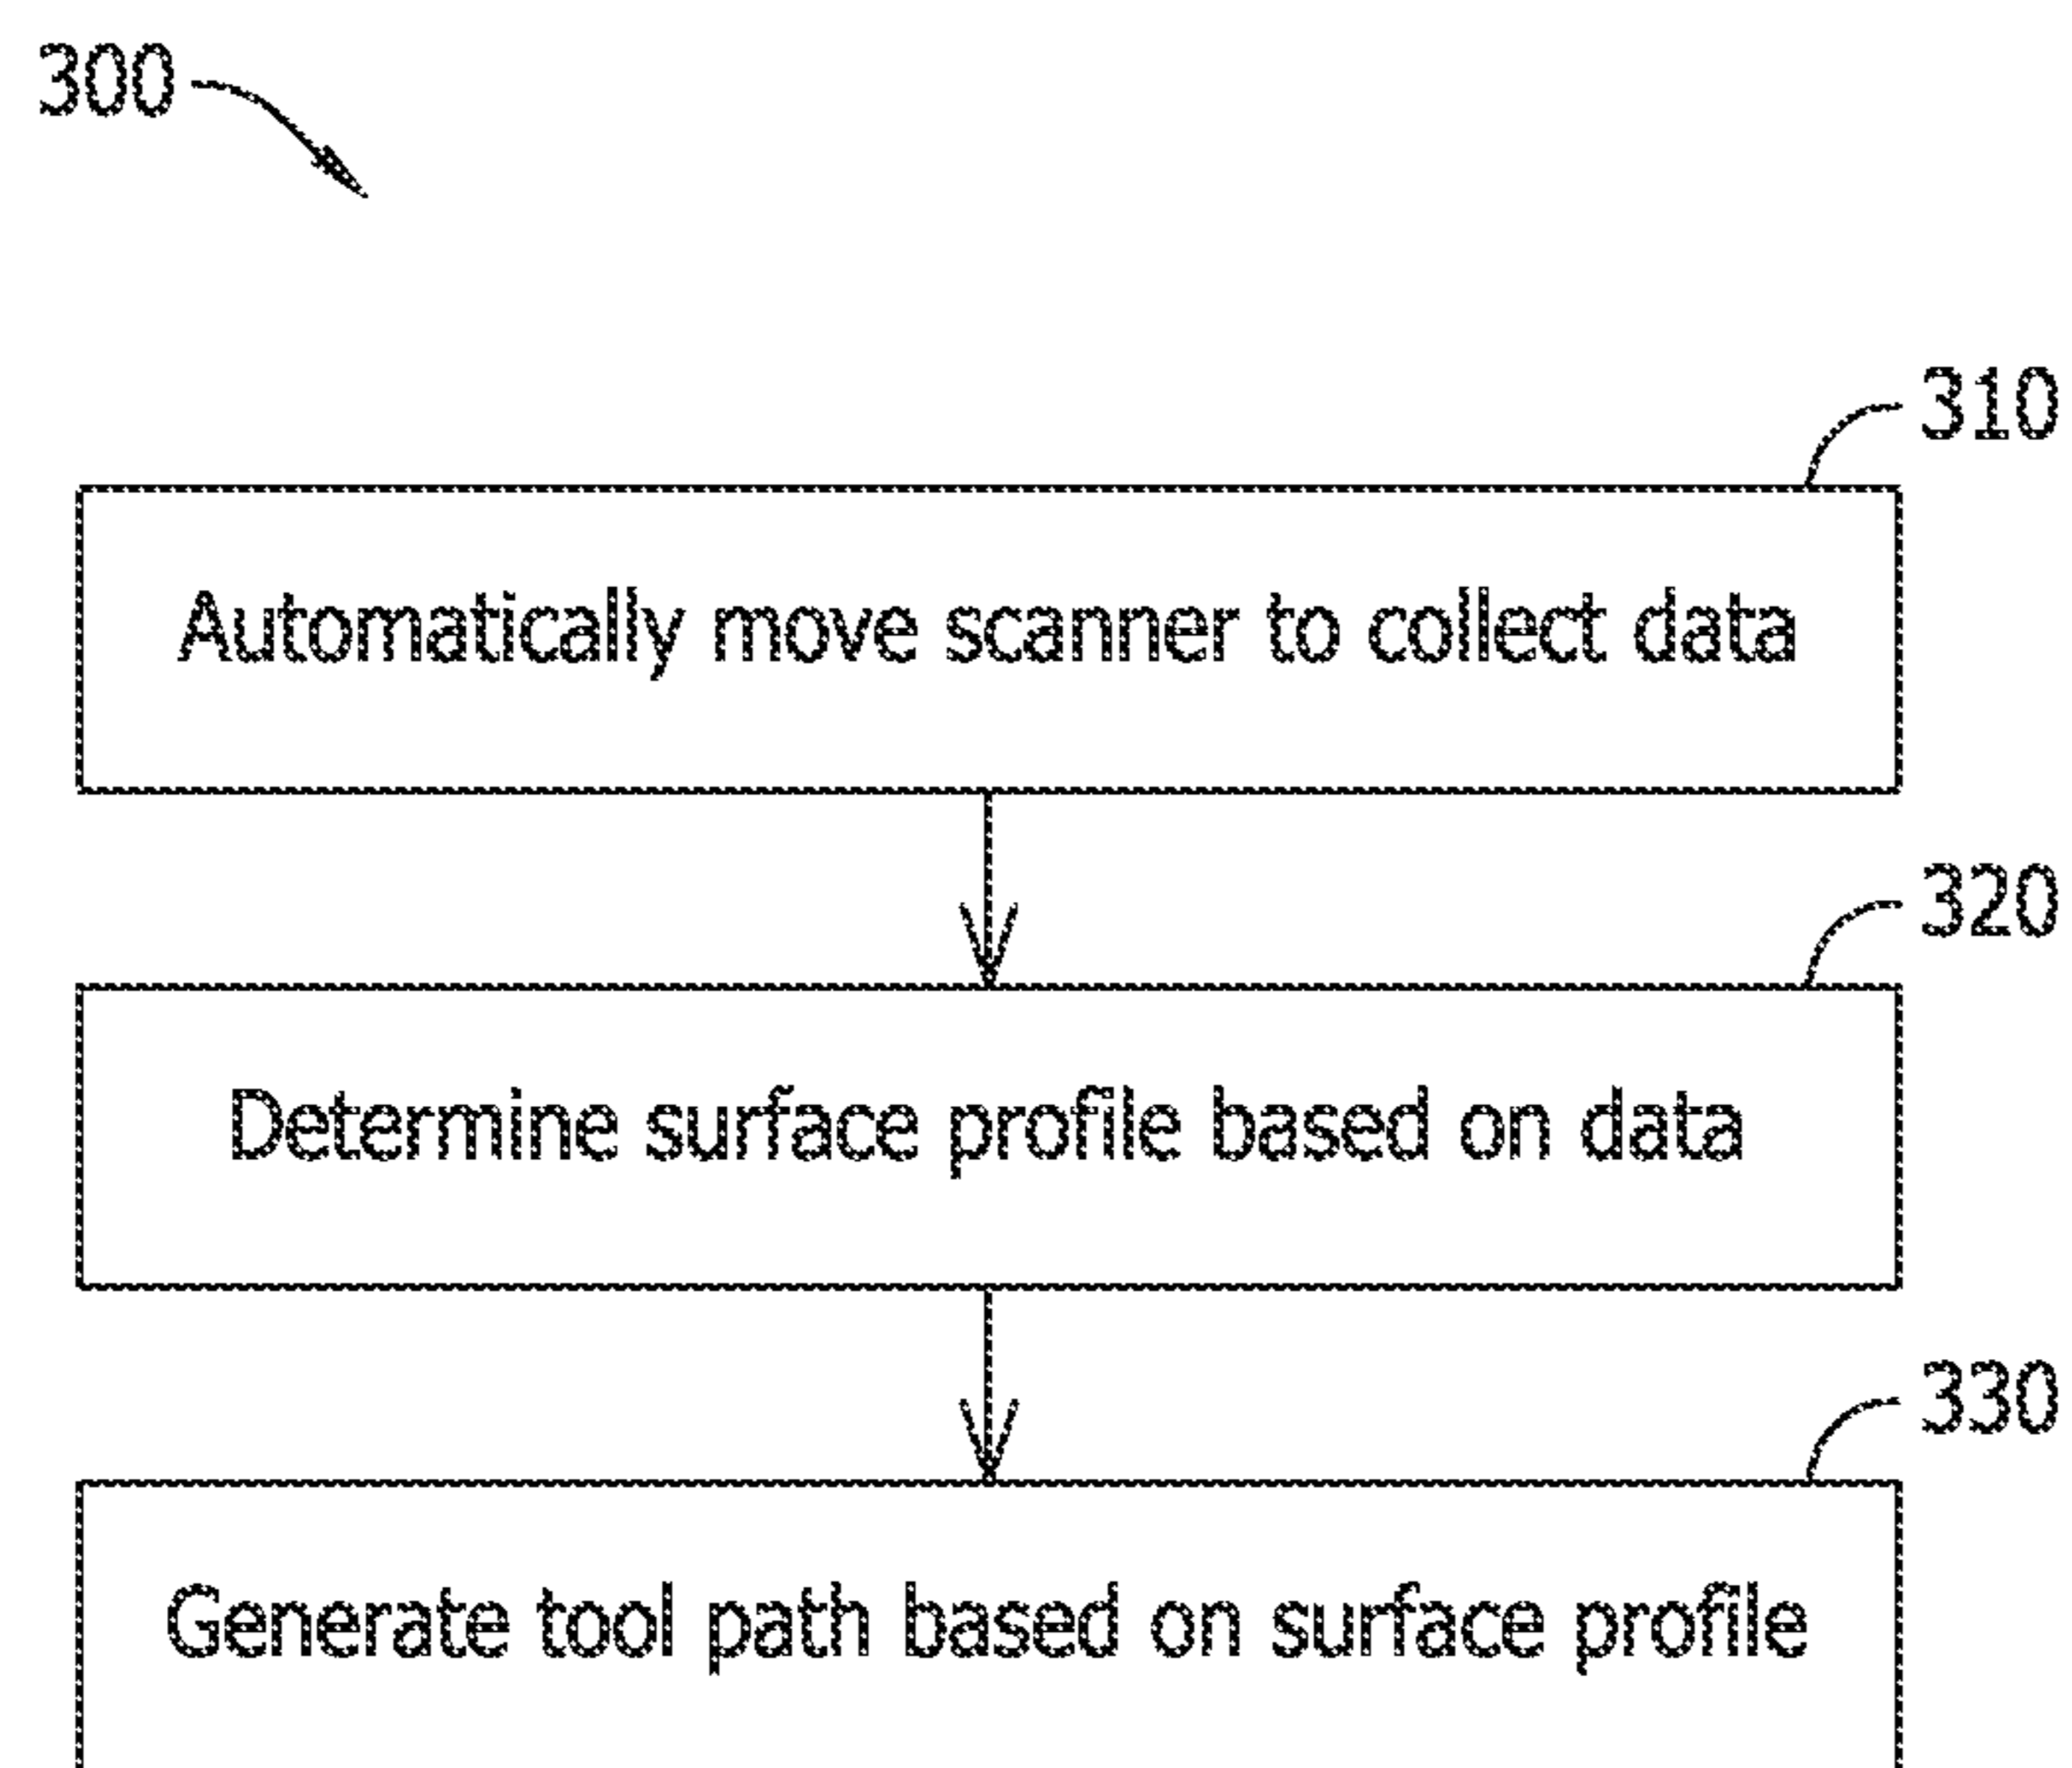 300
310
Automatically move scanner to collect data
320
Determine surface profile based on data
330
Generate tool path based on surface profile